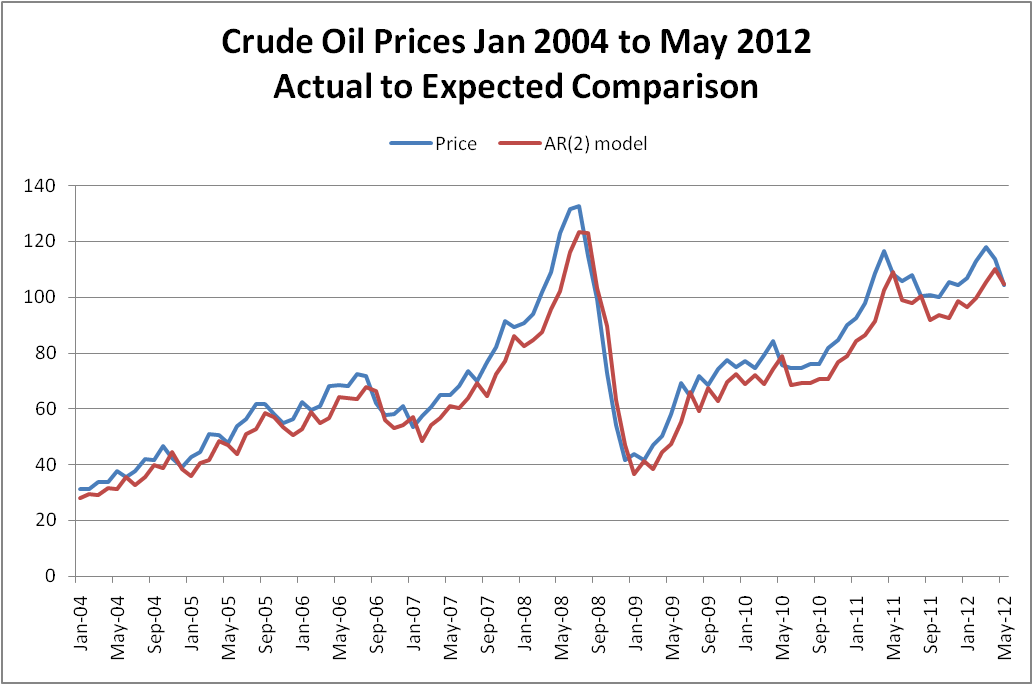 Crude Oil Prices Jan 2004 to May 2012
Actual to Expected Comparison
Price AR(2) model
140
120
100
80
60
40
20
0
Jan-04 May-04 Sep-04 Jan-05 May-05 Sep-05 Jan-06 May-06 Sep-06 Jan-07 May-07 Sep-07 Jan-08 May-08 Sep-08 Jan-09 May-09 Sep-09 Jan-10 May-10 Sep-10 Jan-11 May-11 Sep-11 Jan-12 May-12